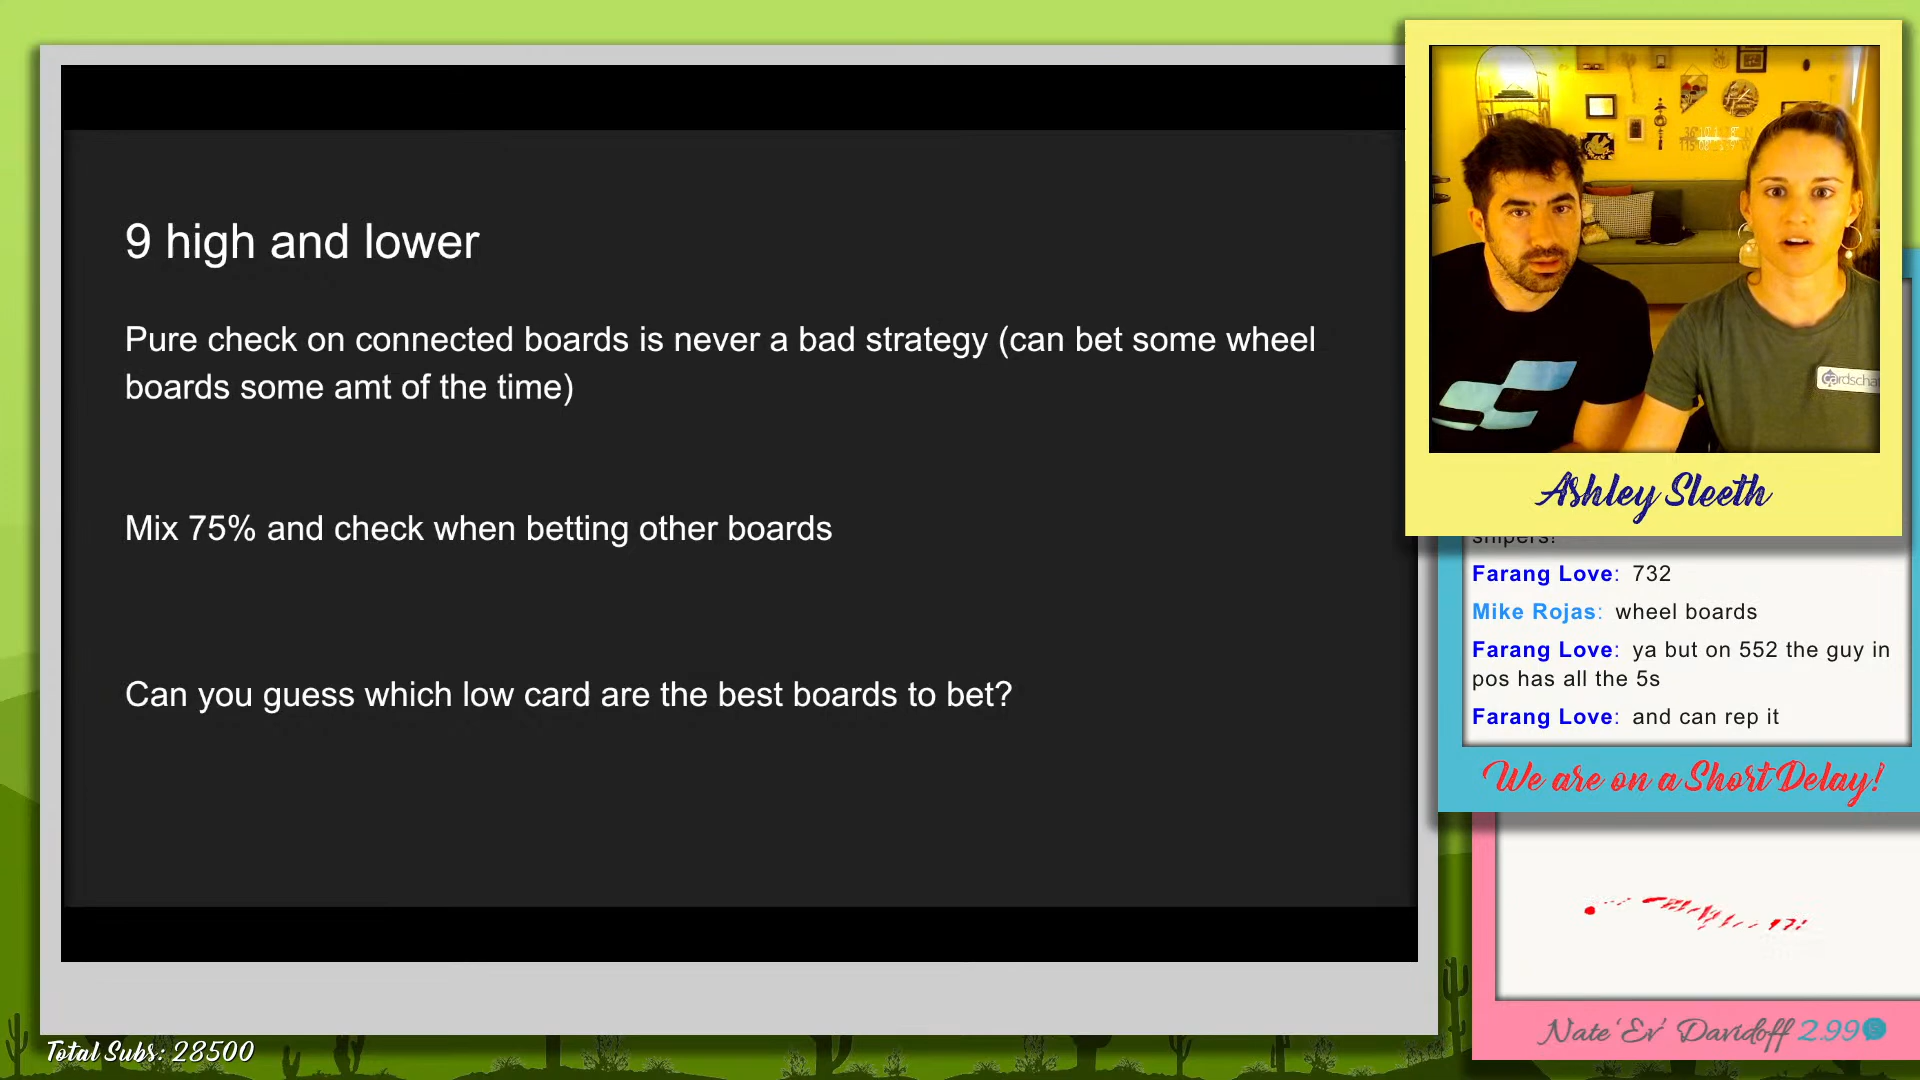 9 high and lower
Pure check on connected boards is never a bad strategy (can bet some wheel
boards some amt of the time)
Mix 75% and check when betting other boards
Can you guess which low card are the best boards to bet?
Ashley Sleeth
snipers!
Farang Love: 732
Mike Rojas: wheel boards
Farang Love: ya but on 552 the guy in
pos has all the 5s
Farang Love: and can rep it
We are on a Short Delay!
Nate 'Ev' Davidoff 2.99
Total Subs: 28500